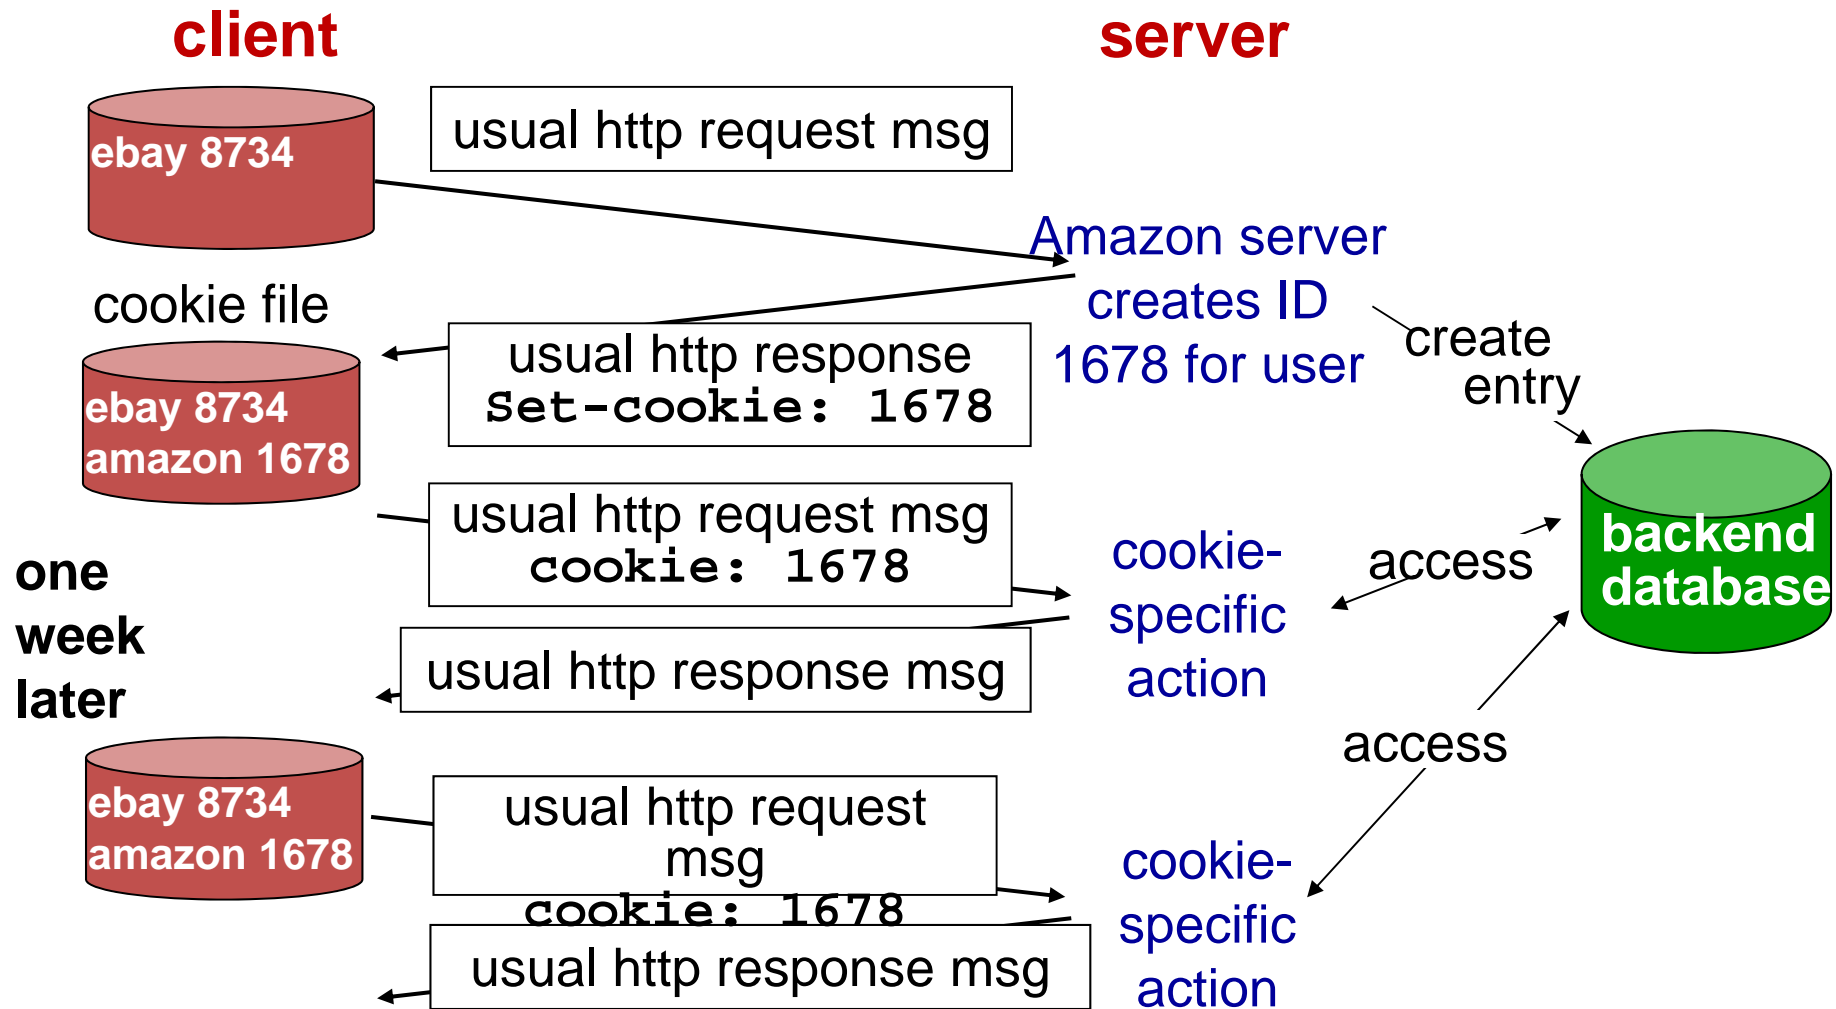 client
server
ebay 8734
usual http request msg
Amazon server
creates ID
1678 for user
create
entry
cookie file
usual http response
Set-cookie: 1678
ebay 8734
amazon 1678
usual http request msg
cookie: 1678
cookie-
specific
action
access
backend
database
one
week
later
usual http response msg
access
ebay 8734
amazon 1678
usual http request
msg
cookie: 1678
cookie-
specific
action
usual http response msg